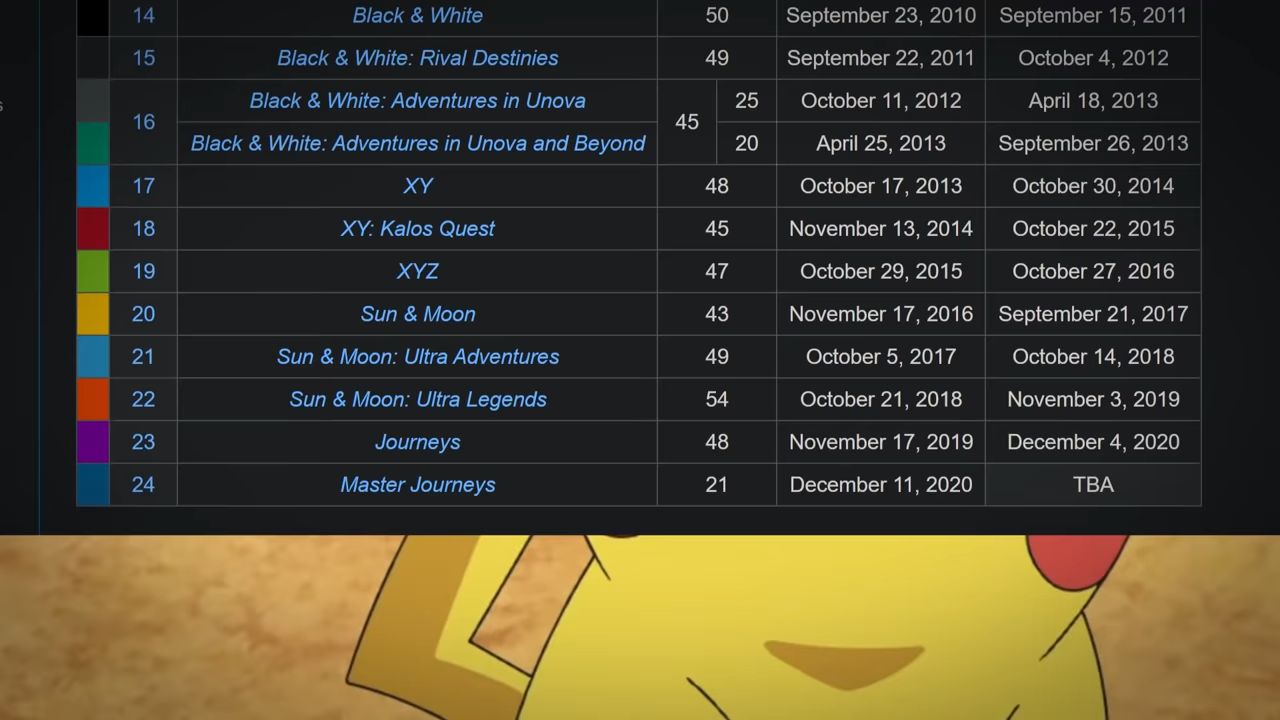 14 Black & White 50 September 23, 2010 September 15, 2011
15 Black & White: Rival Destinies 49 September 22, 2011 October 4, 2012
16 Black & White: Adventures in Unova 45 25 October 11, 2012 April 18, 2013
Black & White: Adventures in Unova and Beyond 20 April 25, 2013 September 26, 2013
17 XY 48 October 17, 2013 October 30, 2014
18 XY: Kalos Quest 45 November 13, 2014 October 22, 2015
19 XYZ 47 October 29, 2015 October 27, 2016
20 Sun & Moon 43 November 17, 2016 September 21, 2017
21 Sun & Moon: Ultra Adventures 49 October 5, 2017 October 14, 2018
22 Sun & Moon: Ultra Legends 54 October 21, 2018 November 3, 2019
23 Journeys 48 November 17, 2019 December 4, 2020
24 Master Journeys 21 December 11, 2020 TBA